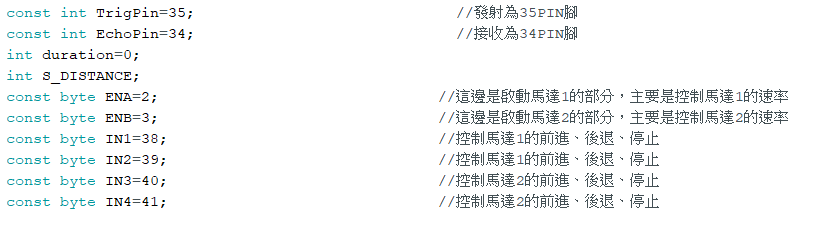 const int TrigPin=35; //發射為35PIN腳
const int EchoPin=34; //接收為34PIN腳
int duration=0;
int S_DISTANCE;
const byte ENA=2; //這邊是啟動馬達1的部分，主要是控制馬達1的速率
const byte ENB=3; //這邊是啟動馬達2的部分，主要是控制馬達2的速率
const byte IN1=38; //控制馬達1的前進、後退、停止
const byte IN2=39; //控制馬達1的前進、後退、停止
const byte IN3=40; //控制馬達2的前進、後退、停止
const byte IN4=41; //控制馬達2的前進、後退、停止